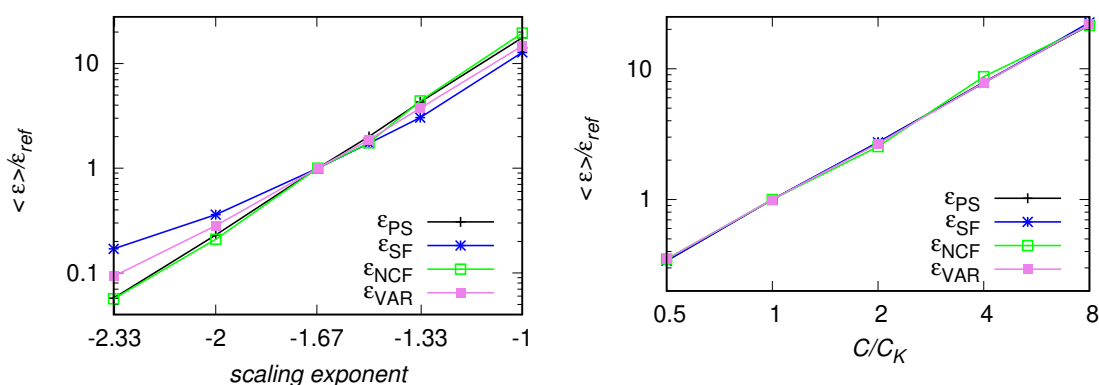 10
1
0.1
< ε>/ε_ref
ε_PS
ε_SF
ε_NCF
ε_VAR
-2.33 -2 -1.67 -1.33 -1
scaling exponent
10
1
< ε>/ε_ref
ε_PS
ε_SF
ε_NCF
ε_VAR
0.5 1 2 4 8
C/C_K